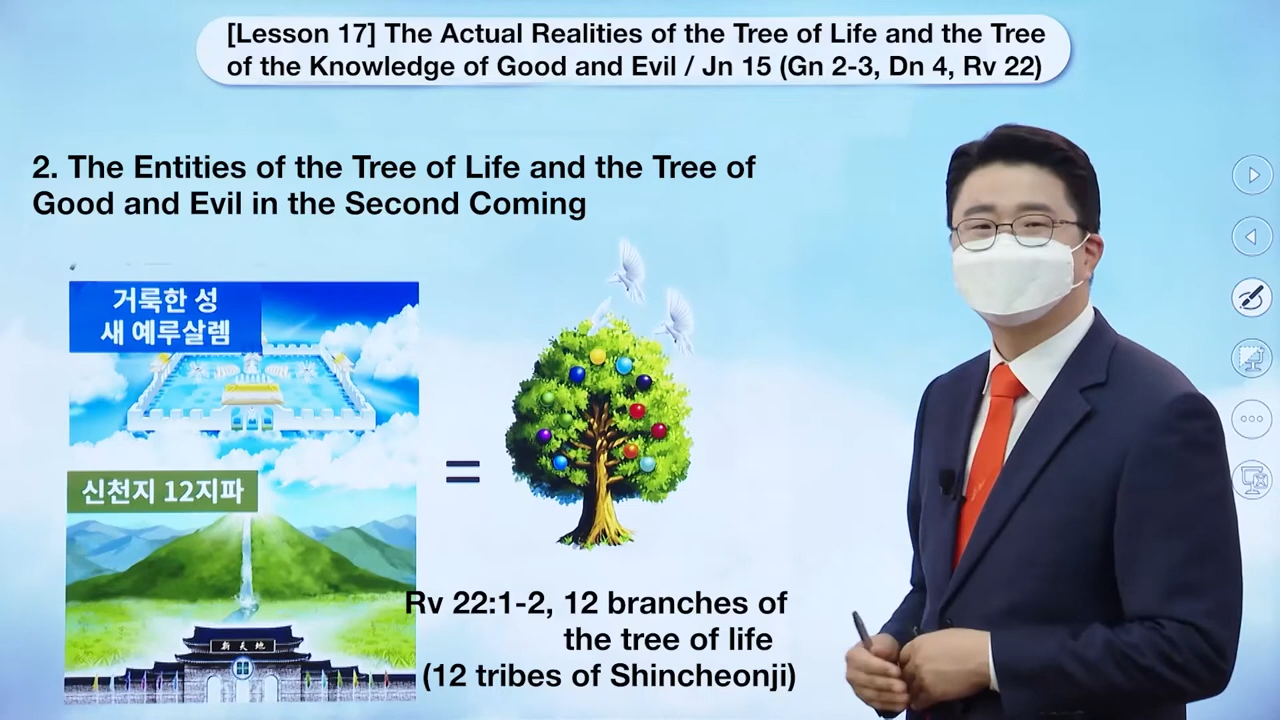 [Lesson 17] The Actual Realities of the Tree of Life and the Tree
of the Knowledge of Good and Evil / Jn 15 (Gn 2-3, Dn 4, Rv 22)
2. The Entities of the Tree of Life and the Tree of
Good and Evil in the Second Coming
거룩한 성
새 예루살렘
=
신천지 12지파
新天地
Rv 22:1-2, 12 branches of
the tree of life
(12 tribes of Shincheonji)